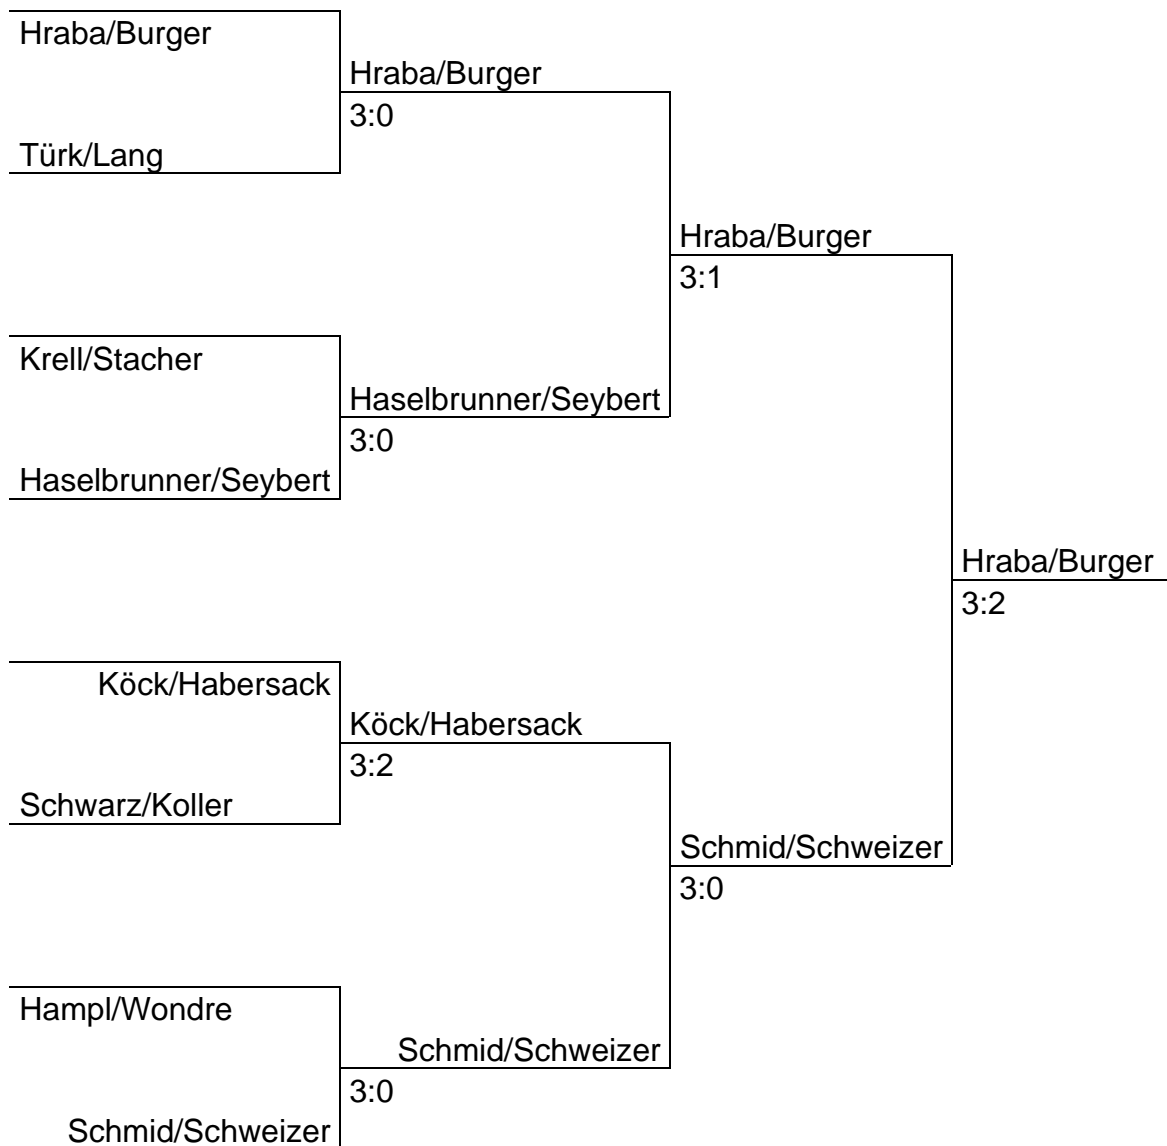 Hraba/Burger
Hraba/Burger
3:0
Türk/Lang
Hraba/Burger
3:1
Krell/Stacher
Haselbrunner/Seybert
3:0
Haselbrunner/Seybert
Hraba/Burger
3:2
Köck/Habersack
Köck/Habersack
3:2
Schwarz/Koller
Schmid/Schweizer
3:0
Hampl/Wondre
Schmid/Schweizer
3:0
Schmid/Schweizer